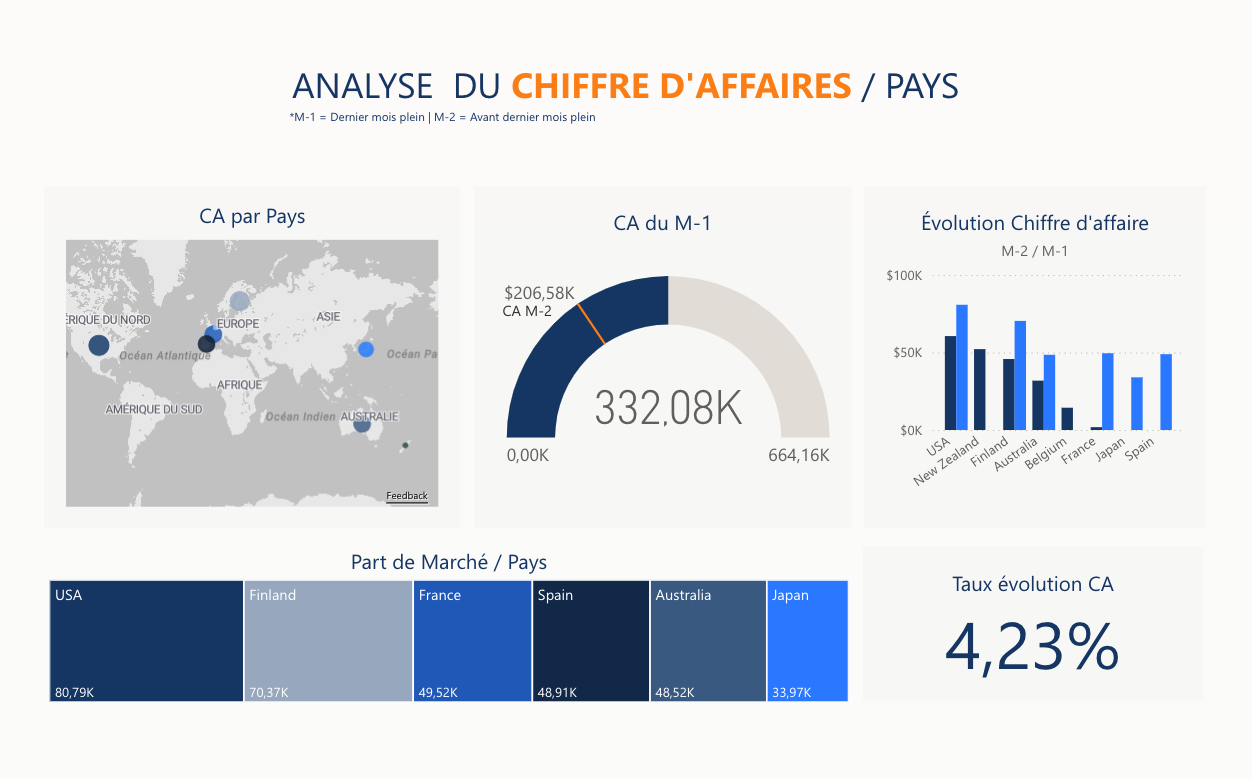 ANALYSE DU CHIFFRE D'AFFAIRES / PAYS
*M-1 = Dernier mois plein | M-2 = Avant dernier mois plein
CA par Pays
ÉRIQUE DU NORD
EUROPE
ASIE
Océan Atlantique
Océan Pa
AFRIQUE
AMÉRIQUE DU SUD
Océan Indien
AUSTRALIE
Feedback
CA du M-1
$206,58K
CA M-2
332,08K
0,00K
664,16K
Évolution Chiffre d'affaire
M-2 / M-1
$100K
$50K
$0K
USA
New Zealand
Finland
Australia
Belgium
France
Japan
Spain
Part de Marché / Pays
USA
80,79K
Finland
70,37K
France
49,52K
Spain
48,91K
Australia
48,52K
Japan
33,97K
Taux évolution CA
4,23%